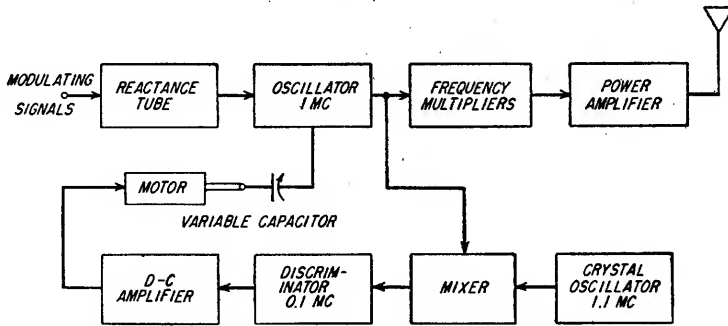 MODULATING
SIGNALS
REACTANCE
TUBE
OSCILLATOR
1 MC
FREQUENCY
MULTIPLIERS
POWER
AMPLIFIER
MOTOR
VARIABLE CAPACITOR
D-C
AMPLIFIER
DISCRIM-
INATOR
0.1 MC
MIXER
CRYSTAL
OSCILLATOR
1.1 MC